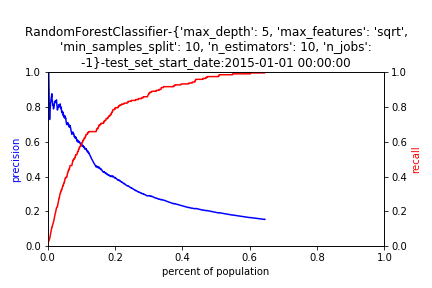 RandomForestClassifier-{'max_depth': 5, 'max_features': 'sqrt',
'min_samples_split': 10, 'n_estimators': 10, 'n_jobs':
-1}-test_set_start_date:2015-01-01 00:00:00
1.0
0.8
0.6
0.4
0.2
0.0
precision
1.0
0.8
0.6
0.4
0.2
0.0
recall
0.0 0.2 0.4 0.6 0.8 1.0
percent of population